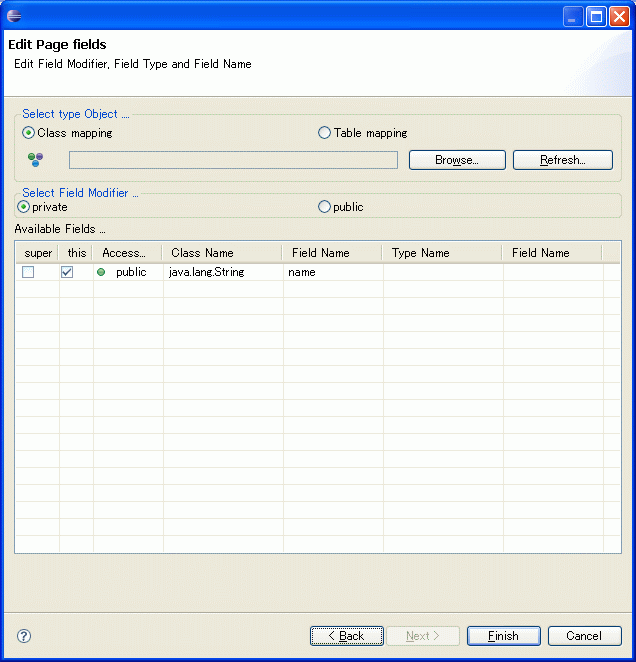 Edit Page fields
Edit Field Modifier, Field Type and Field Name
Select type Object ....
Class mapping Table mapping
Browse... Refresh...
Select Field Modifier ...
private public
Available Fields ...
super this Access... Class Name Field Name Type Name Field Name
public java.lang.String name
? < Back Next > Finish Cancel